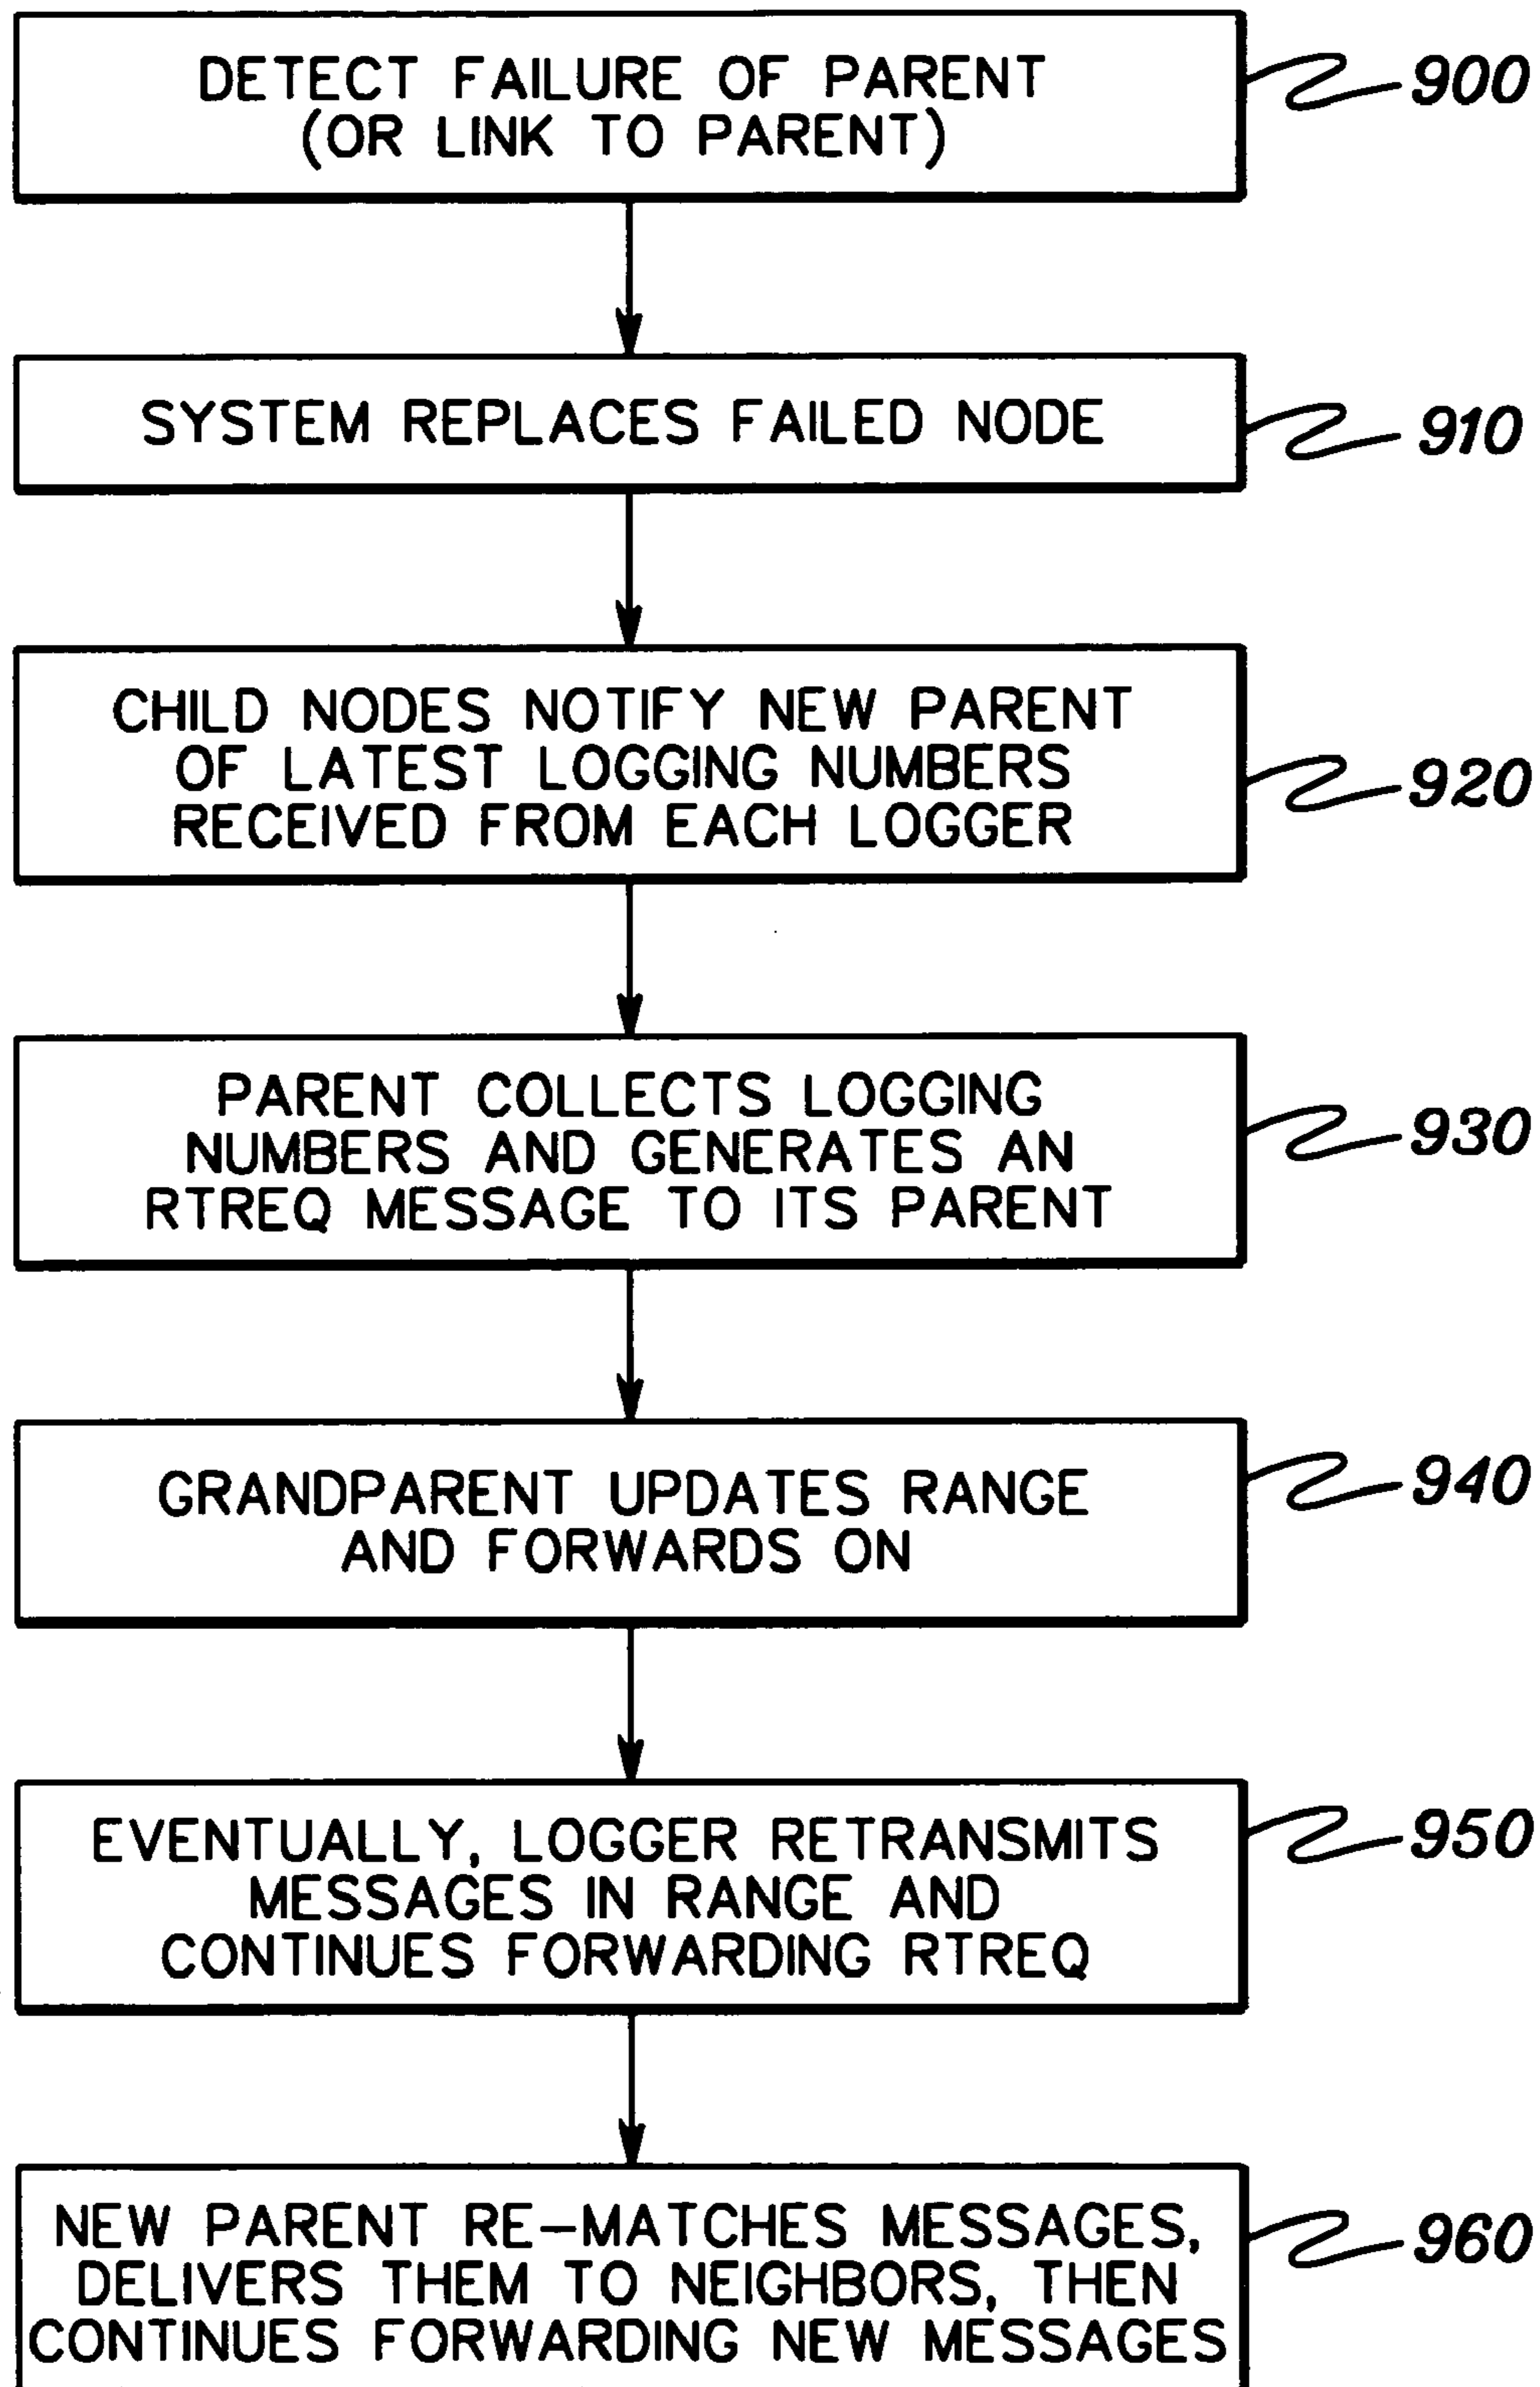 DETECT FAILURE OF PARENT
(OR LINK TO PARENT)
900
SYSTEM REPLACES FAILED NODE
910
CHILD NODES NOTIFY NEW PARENT
OF LATEST LOGGING NUMBERS
RECEIVED FROM EACH LOGGER
920
PARENT COLLECTS LOGGING
NUMBERS AND GENERATES AN
RTREQ MESSAGE TO ITS PARENT
930
GRANDPARENT UPDATES RANGE
AND FORWARDS ON
940
EVENTUALLY, LOGGER RETRANSMITS
MESSAGES IN RANGE AND
CONTINUES FORWARDING RTREQ
950
NEW PARENT RE-MATCHES MESSAGES,
DELIVERS THEM TO NEIGHBORS, THEN
CONTINUES FORWARDING NEW MESSAGES
960